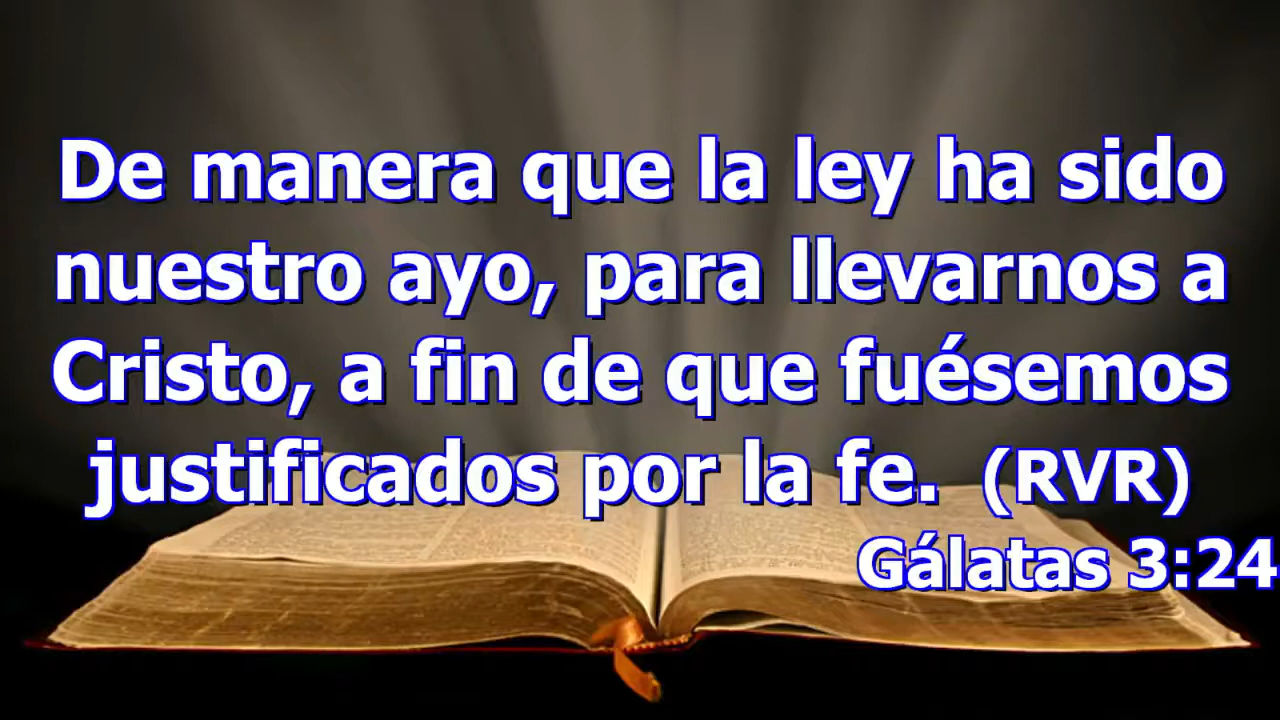 De manera que la ley ha sido
nuestro ayo, para llevarnos a
Cristo, a fin de que fuésemos
justificados por la fe. (RVR)
Gálatas 3:24